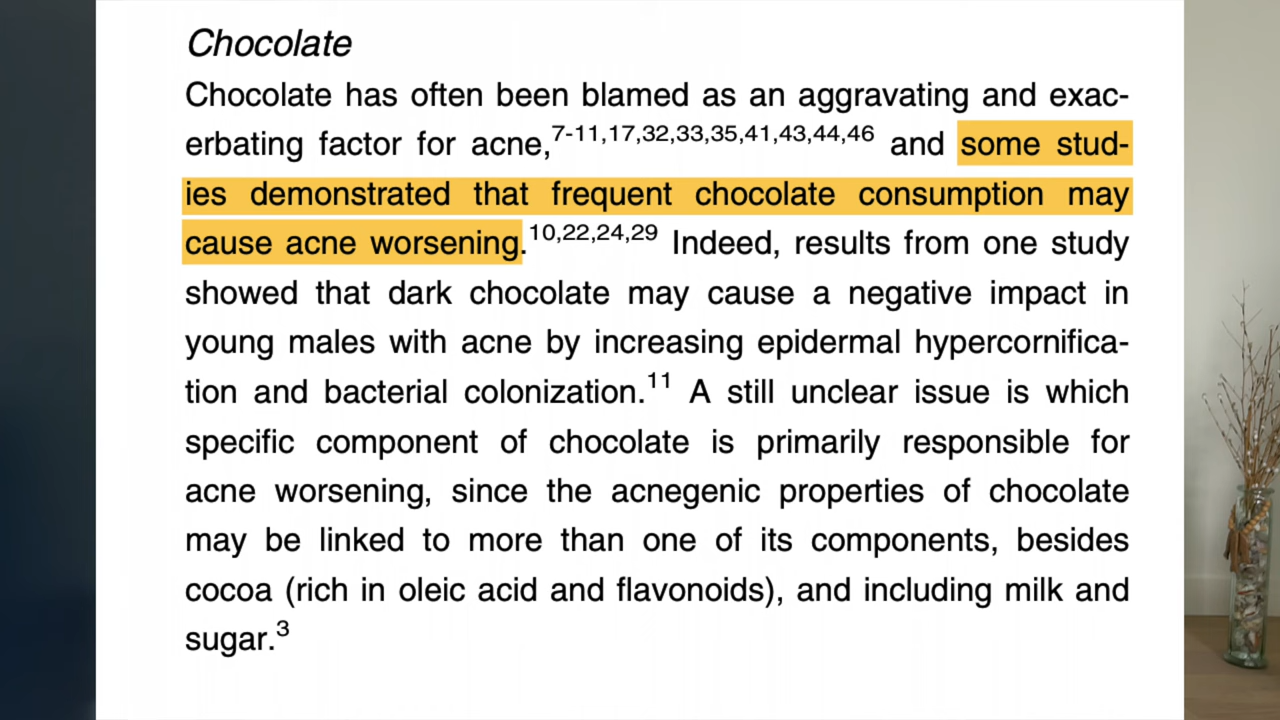 Chocolate
Chocolate has often been blamed as an aggravating and exac-
erbating factor for acne,7-11,17,32,33,35,41,43,44,46 and some stud-
ies demonstrated that frequent chocolate consumption may
cause acne worsening.10,22,24,29 Indeed, results from one study
showed that dark chocolate may cause a negative impact in
young males with acne by increasing epidermal hypercornifica-
tion and bacterial colonization.11 A still unclear issue is which
specific component of chocolate is primarily responsible for
acne worsening, since the acnegenic properties of chocolate
may be linked to more than one of its components, besides
cocoa (rich in oleic acid and flavonoids), and including milk and
sugar.3